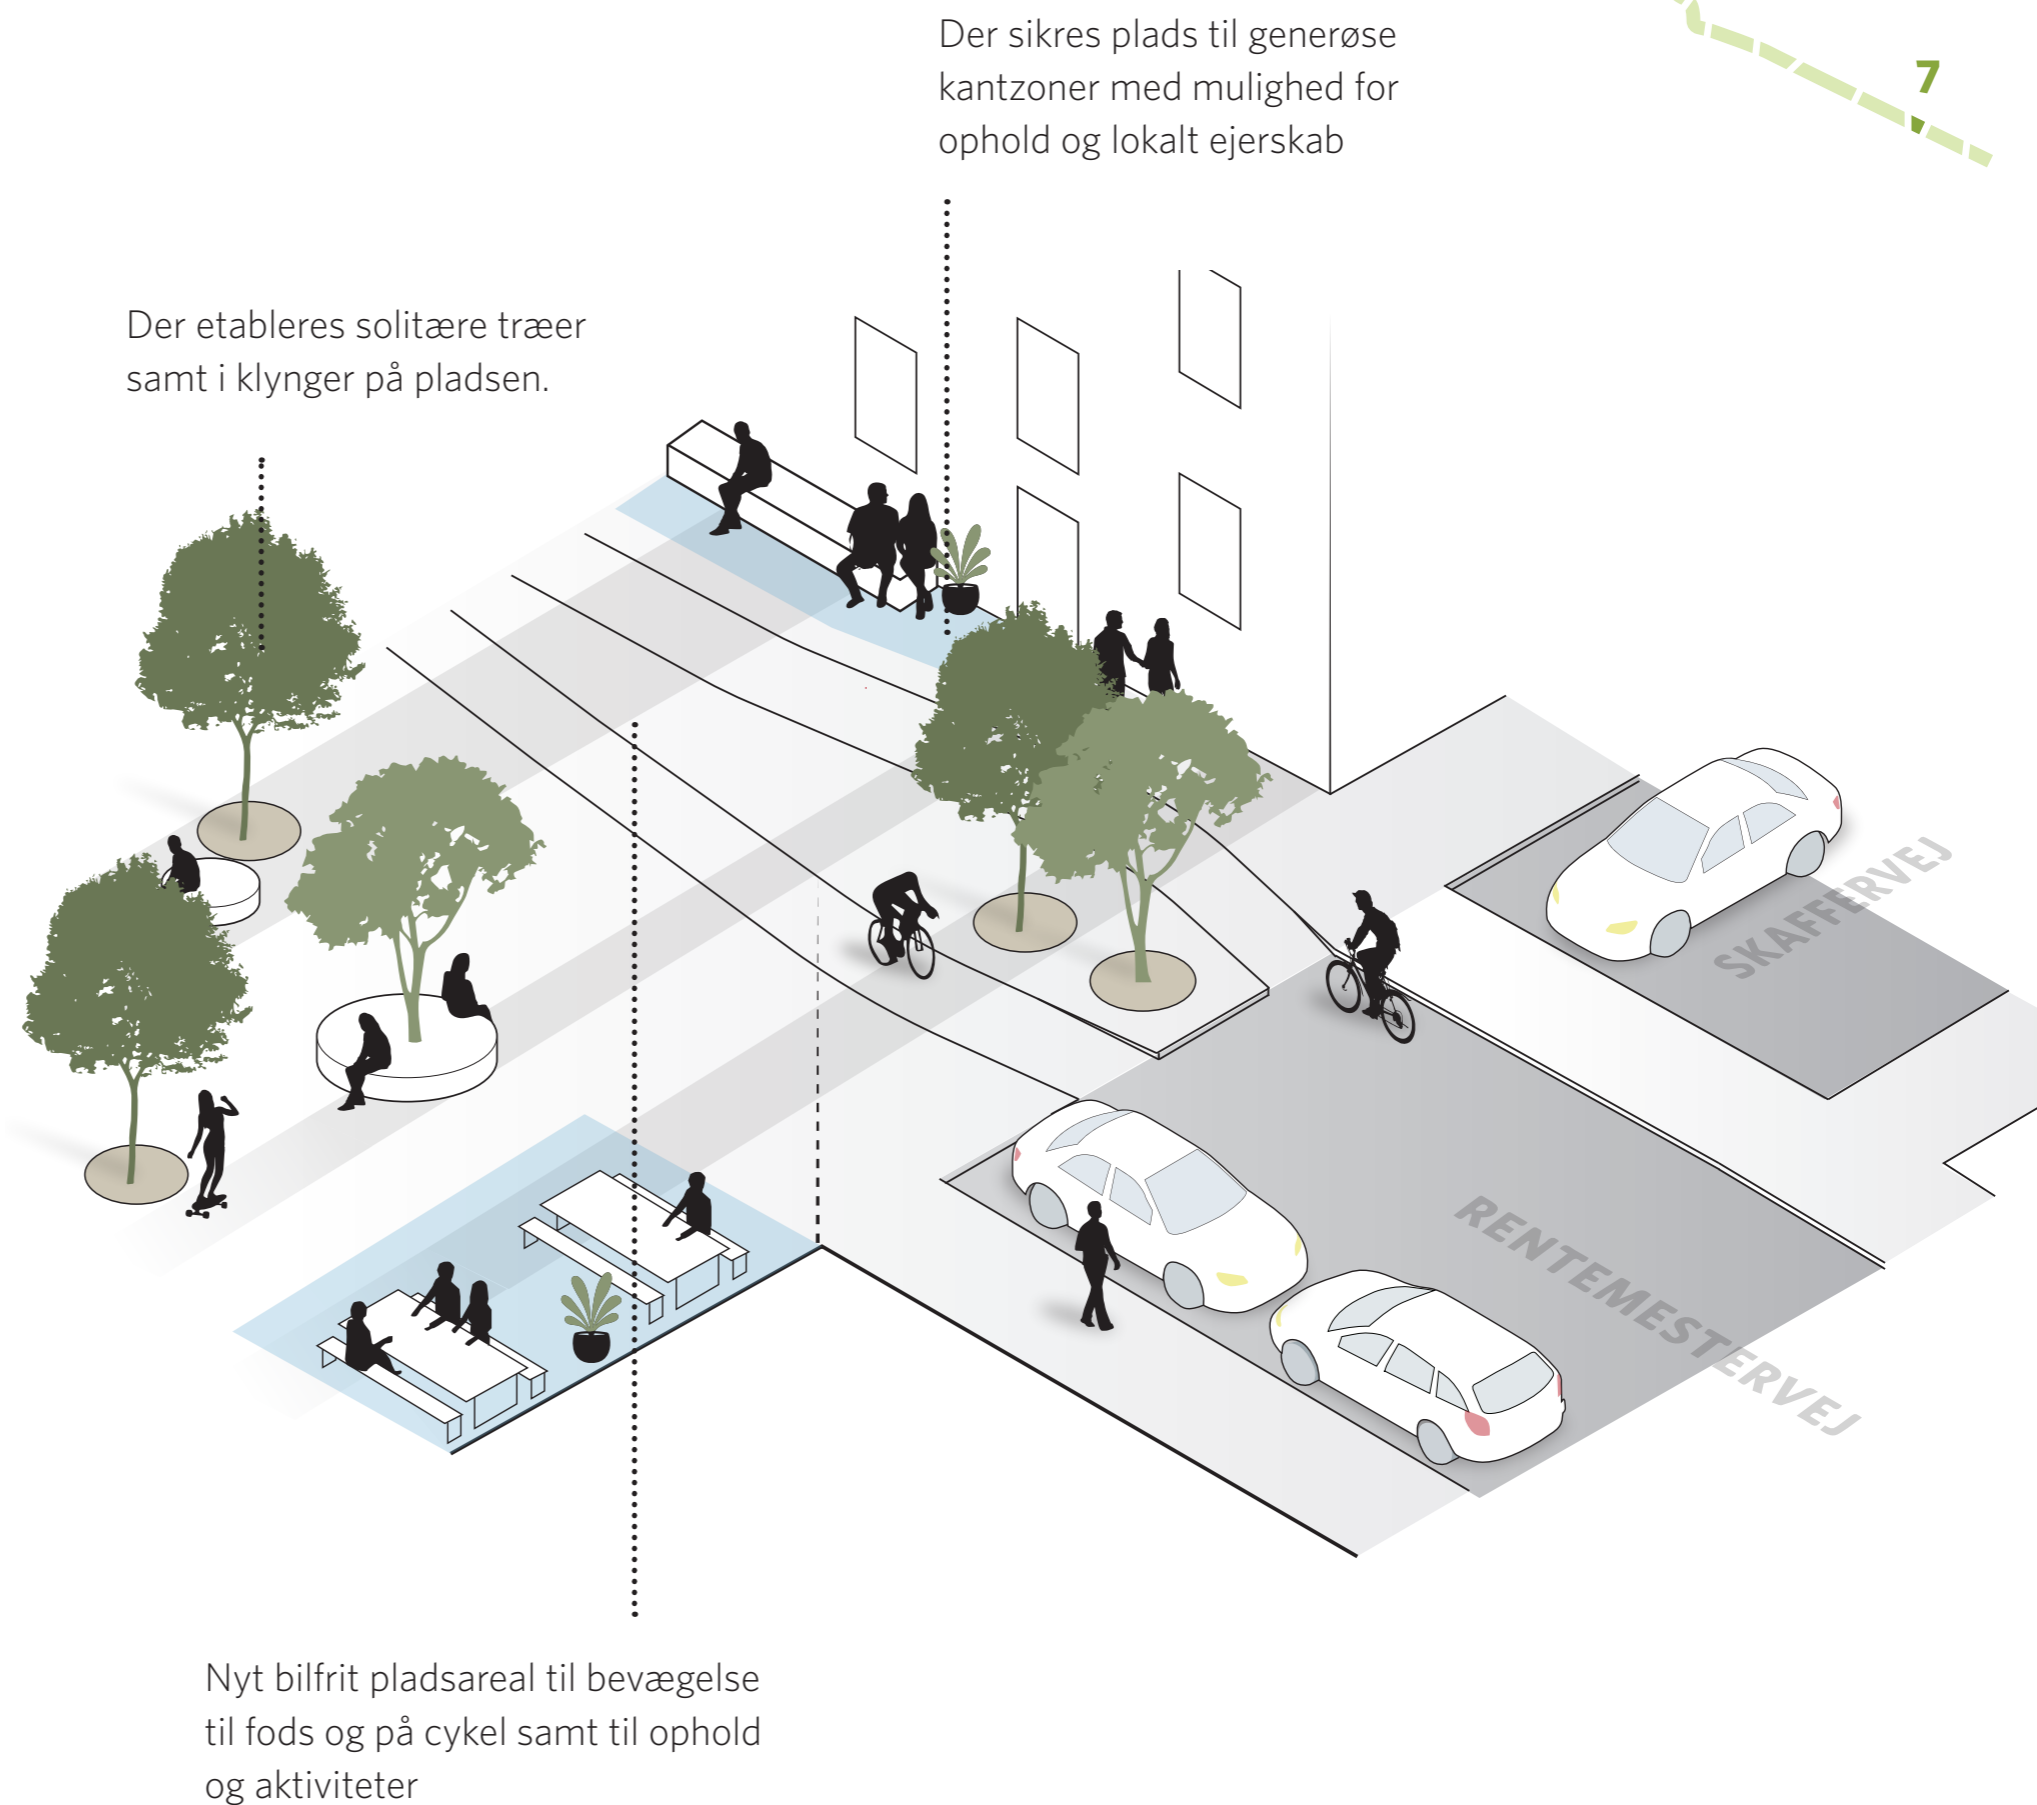 Der sikres plads til generøse
kantzoner med mulighed for
ophold og lokalt ejerskab
7
Der etableres solitære træer
samt i klynger på pladsen.
SKAFFERVEJ
RENTEMESTERVEJ
Nyt bilfrit pladsareal til bevægelse
til fods og på cykel samt til ophold
og aktiviteter